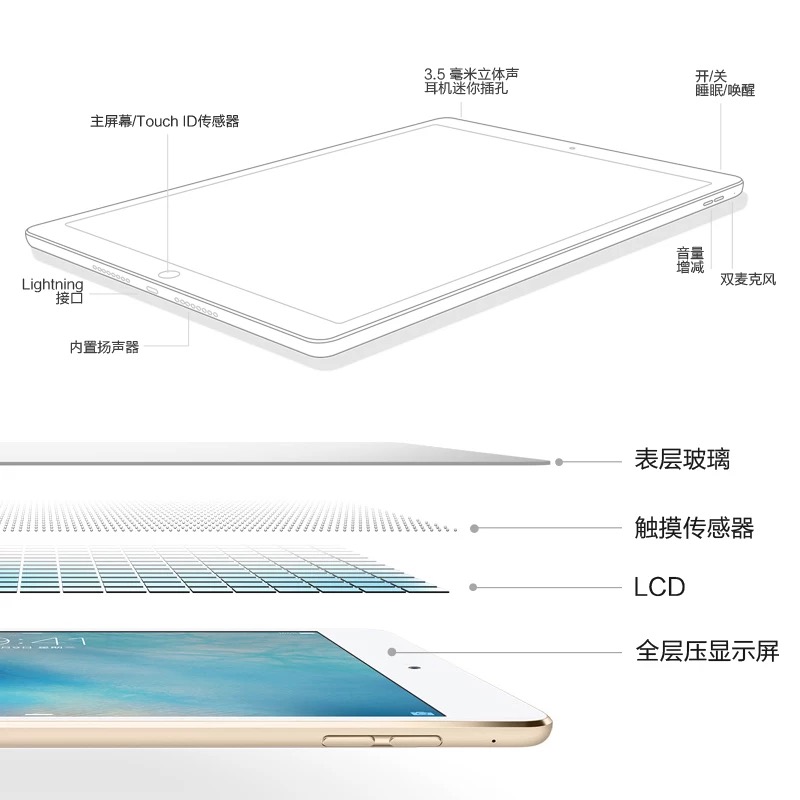 3.5 毫米立体声
耳机迷你插孔
开/关
睡眠/唤醒
主屏幕/Touch ID传感器
音量
增减
双麦克风
Lightning
接口
内置扬声器
表层玻璃
触摸传感器
LCD
全层压显示屏
9:41